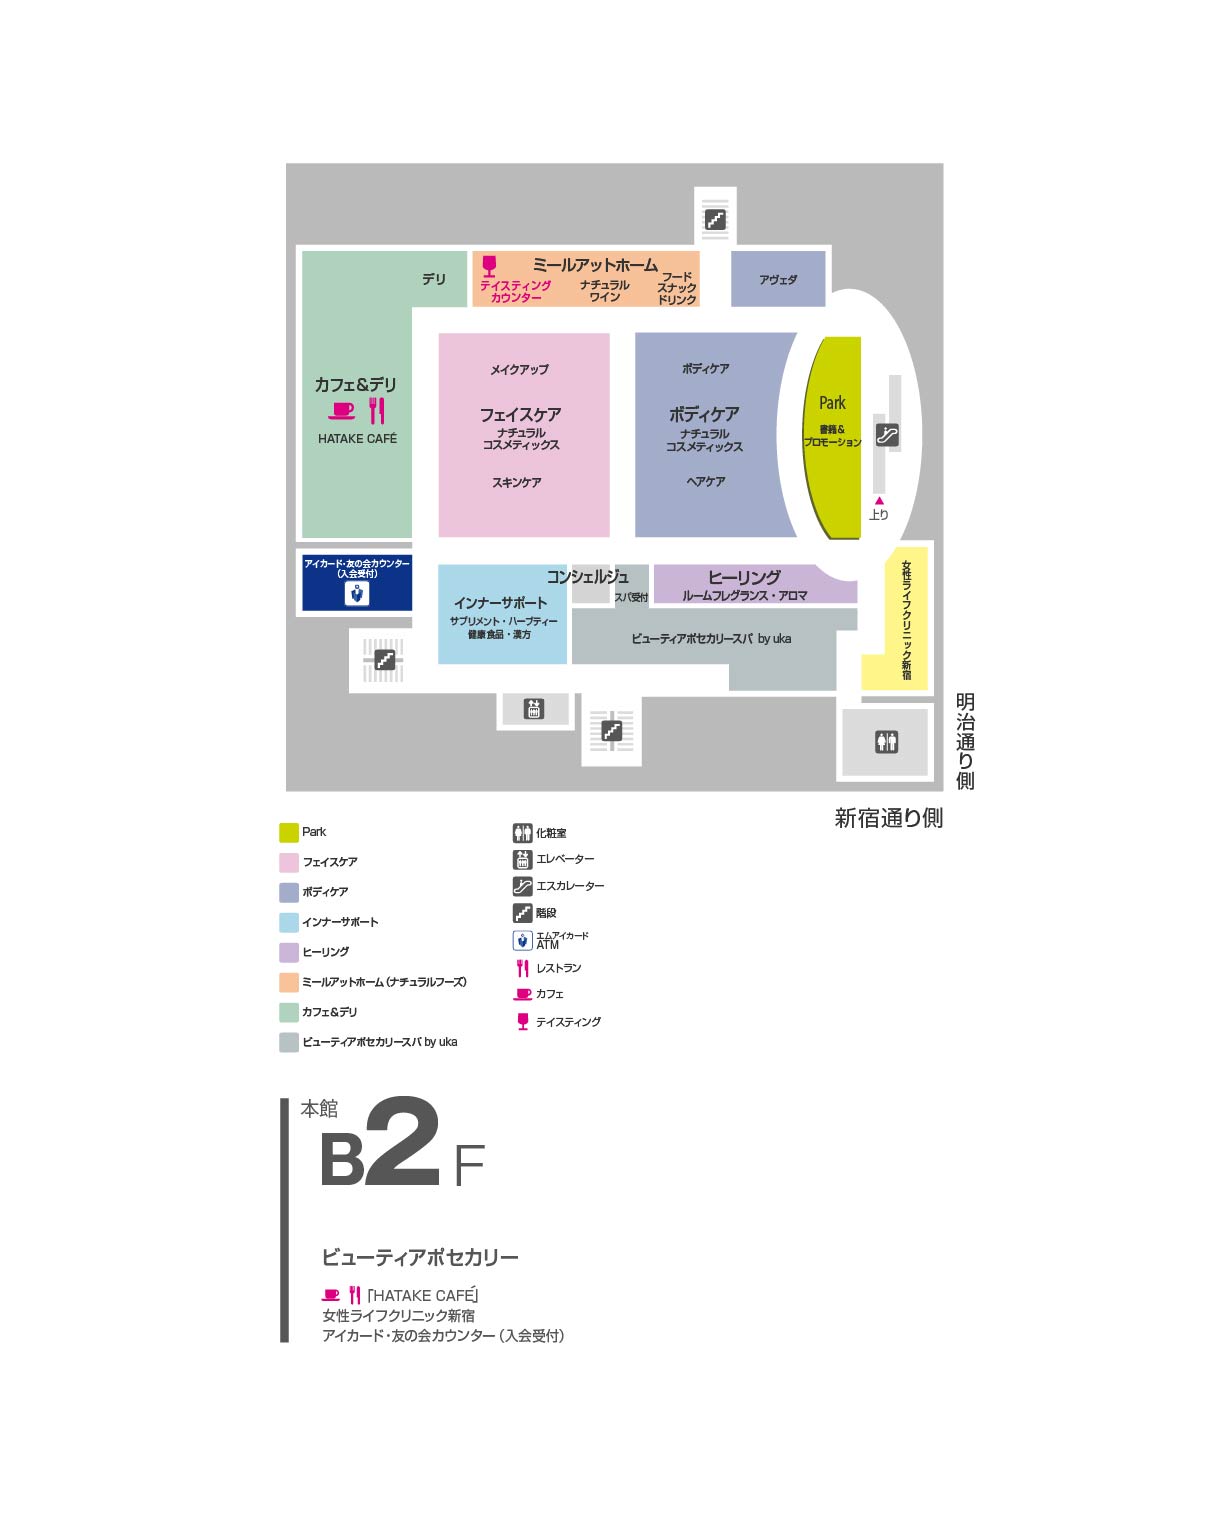 デリ
ミールアットホーム
テイスティング
カウンター
ナチュラル
ワイン
フード
スナック
ドリンク
アヴェダ
カフェ&デリ
HATAKE CAFÉ
メイクアップ
フェイスケア
ナチュラル
コスメティックス
スキンケア
ボディケア
ボディケア
ナチュラル
コスメティックス
ヘアケア
Park
書籍&
プロモーション
上り
アイカード・友の会カウンター
（入会受付）
インナーサポート
サプリメント・ハーブティー
健康食品・漢方
コンシェルジュ
スパ受付
ヒーリング
ルームフレグランス・アロマ
ビューティアポセカリースパ by uka
女性ライフクリニック新宿
明治通り側
新宿通り側
Park
フェイスケア
ボディケア
インナーサポート
ヒーリング
ミールアットホーム（ナチュラルフーズ）
カフェ&デリ
ビューティアポセカリースパ by uka
化粧室
エレベーター
エスカレーター
階段
エムアイカード
ATM
レストラン
カフェ
テイスティング
本館
B2F
ビューティアポセカリー
「HATAKE CAFÉ」
女性ライフクリニック新宿
アイカード・友の会カウンター（入会受付）